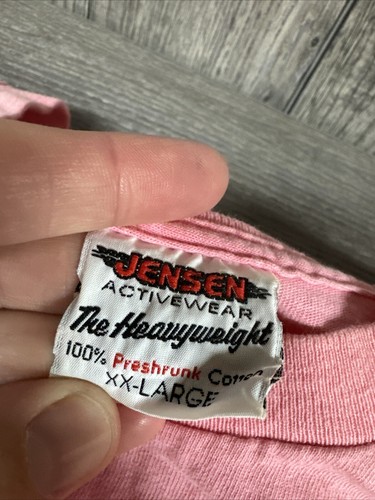 JENSEN
ACTIVEWEAR
The Heavyweight
100% Preshrunk Cotton
XX-LARGE